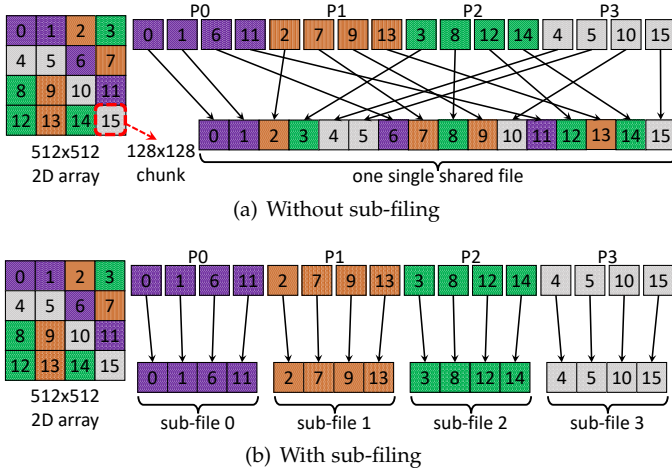 P0 P1 P2 P3
0 1 2 3 0 1 6 11 2 7 9 13 3 8 12 14 4 5 10 15
4 5 6 7
8 9 10 11
12 13 14 15 0 1 2 3 4 5 6 7 8 9 10 11 12 13 14 15
512x512 128x128
2D array chunk one single shared file
(a) Without sub-filing
P0 P1 P2 P3
0 1 2 3 0 1 6 11 2 7 9 13 3 8 12 14 4 5 10 15
4 5 6 7
8 9 10 11
12 13 14 15 0 1 6 11 2 7 9 13 3 8 12 14 4 5 10 15
512x512
2D array sub-file 0 sub-file 1 sub-file 2 sub-file 3
(b) With sub-filing